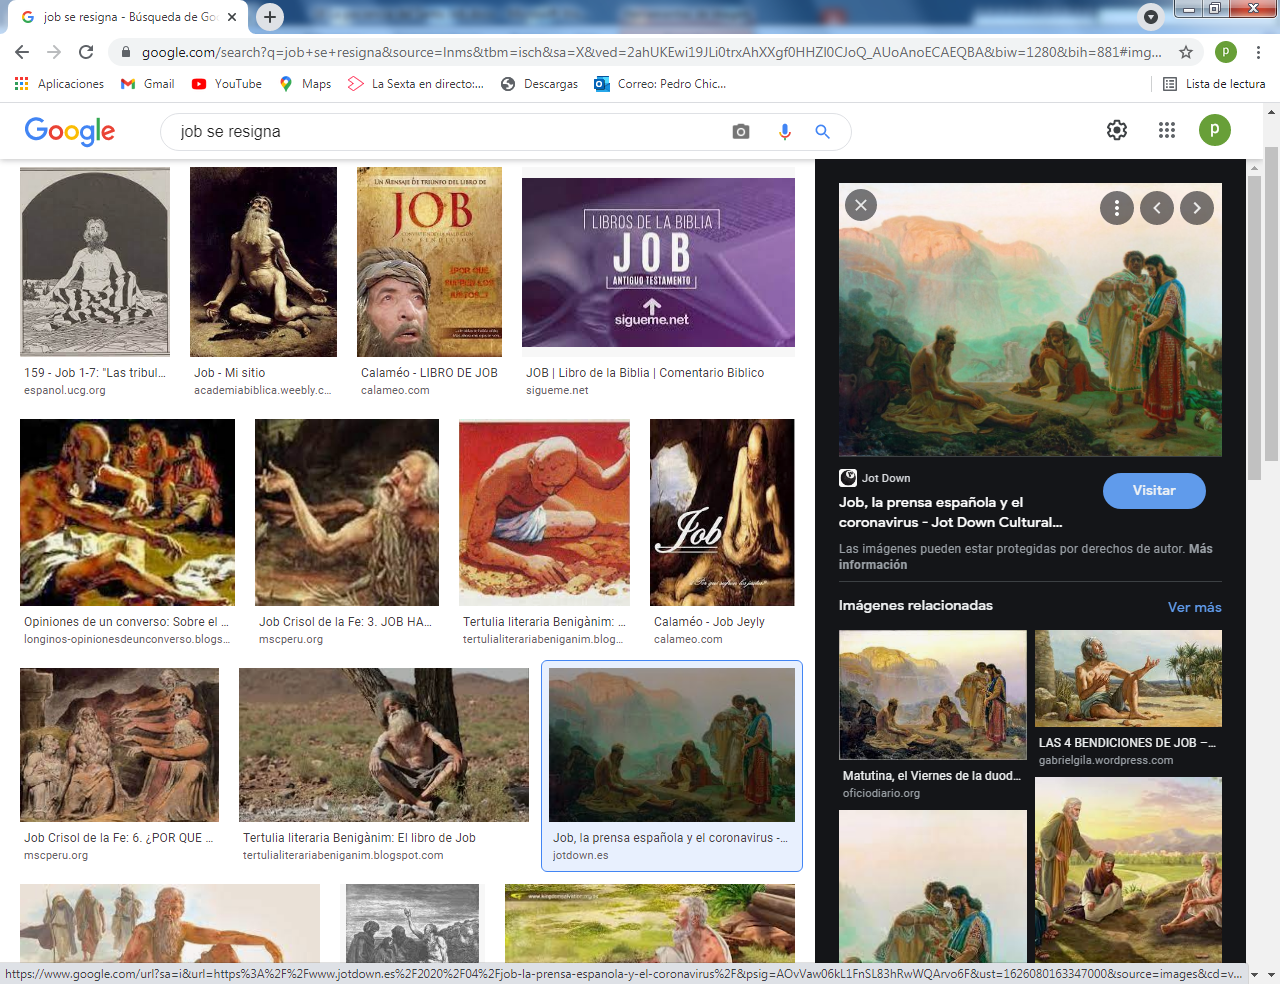 job se resigna - Búsqueda de Go
google.com/search?q=job+se+resigna&source=lnms&tbm=isch&sa=X&ved=2ahUKEwi19JLi0trxAhXXgf0HHZI0CJoQ_AUoAnoECAEQBA&biw=1280&bih=881#img...
Aplicaciones
Gmail
YouTube
Maps
La Sexta en directo:...
Descargas
Correo: Pedro Chic...
Lista de lectura
p
Google
job se resigna
p
UN MENSAJE DE TRIUNFO DEL LIBRO DE
JOB
LIBROS DE LA BIBLIA
JOB
ANTIGUO TESTAMENTO
sigueme.net
159 - Job 1-7: "Las tribul...
espanol.ucg.org
Job - Mi sitio
academiabiblica.weebly.c...
Calaméo - LIBRO DE JOB
calameo.com
JOB | Libro de la Biblia | Comentario Biblico
sigueme.net
Job
Opiniones de un converso: Sobre el ...
longinos-opinionesdeunconverso.blogs...
Job Crisol de la Fe: 3. JOB HA...
mscperu.org
Tertulia literaria Benigànim: ...
tertulialiterariabeniganim.blog...
Calaméo - Job Jeyly
calameo.com
Job Crisol de la Fe: 6. ¿POR QUE ...
mscperu.org
Tertulia literaria Benigànim: El libro de Job
tertulialiterariabeniganim.blogspot.com
Job, la prensa española y el coronavirus -...
jotdown.es
Jot Down
Job, la prensa española y el
coronavirus - Jot Down Cultural...
Visitar
Las imágenes pueden estar protegidas por derechos de autor. Más
información
Imágenes relacionadas
Ver más
Matutina, el Viernes de la duod...
oficiodiario.org
LAS 4 BENDICIONES DE JOB –...
gabrielgila.wordpress.com
https://www.google.com/url?sa=i&url=https%3A%2F%2Fwww.jotdown.es%2F2020%2F04%2Fjob-la-prensa-espanola-y-el-coronavirus%2F&psig=AOvVaw06kL1FnSL83hRwWQArvo6F&ust=1626080163347000&source=images&cd=v...